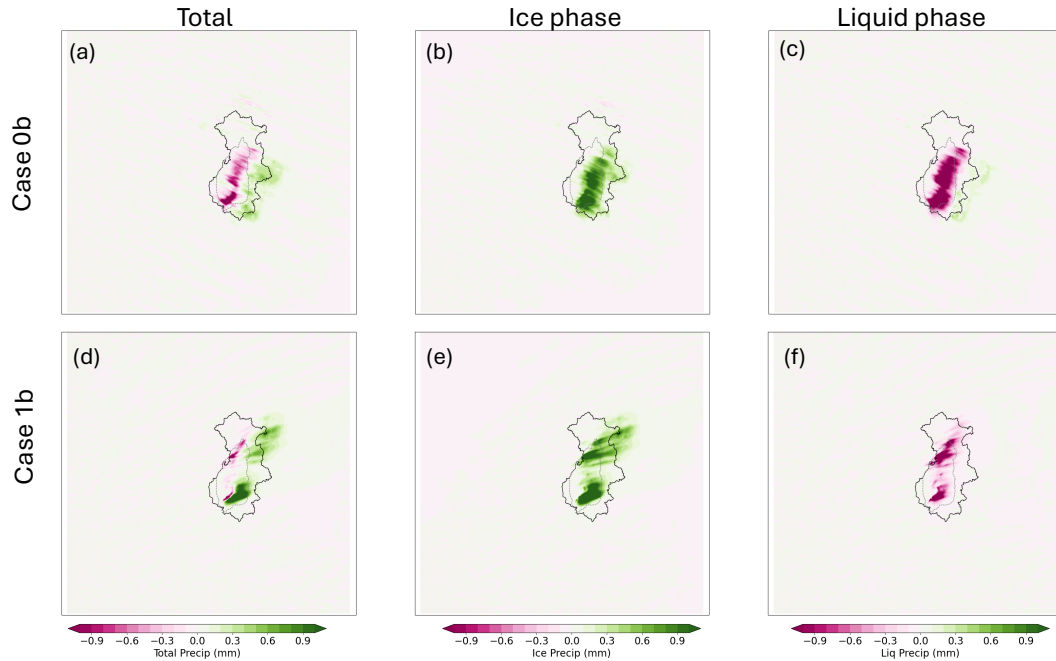 Total Ice phase Liquid phase
Case 0b
(a) (b) (c)
Case 1b
(d) (e) (f)
−0.9 −0.6 −0.3 0.0 0.3 0.6 0.9
Total Precip (mm)
−0.9 −0.6 −0.3 0.0 0.3 0.6 0.9
Ice Precip (mm)
−0.9 −0.6 −0.3 0.0 0.3 0.6 0.9
Liq Precip (mm)